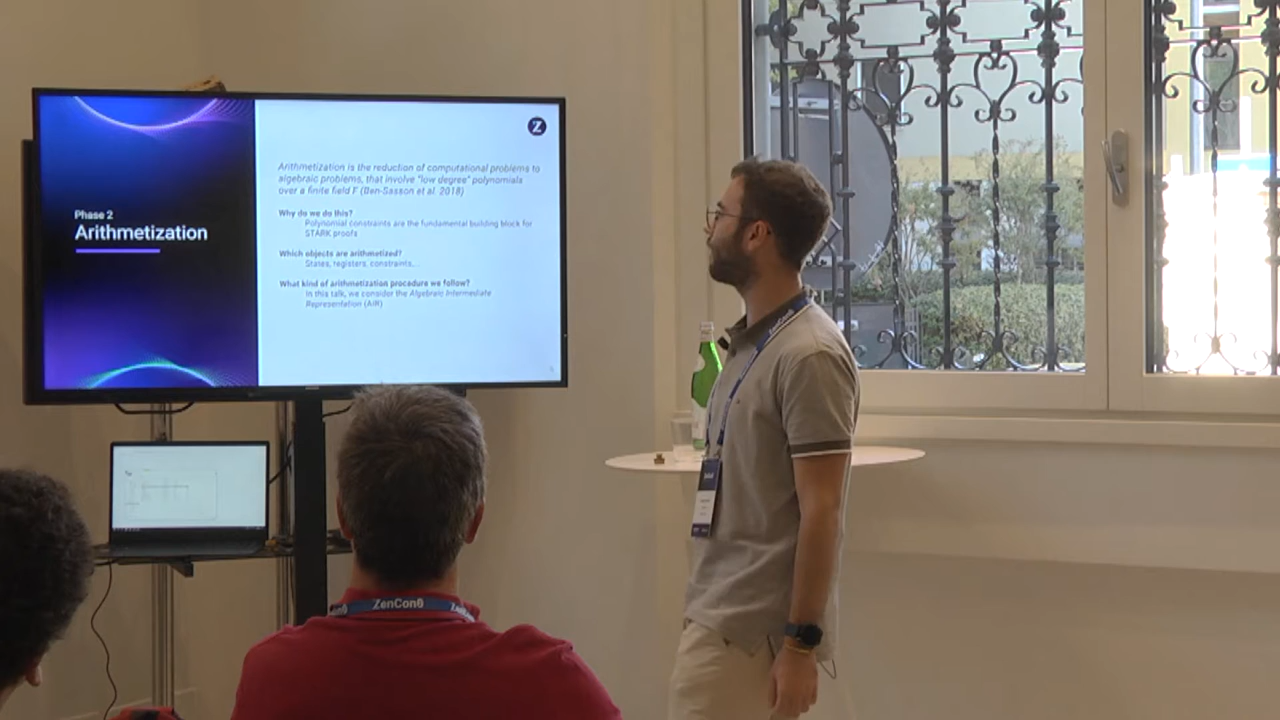 Phase 2
Arithmetization
Z
Arithmetization is the reduction of computational problems to
algebraic problems, that involve "low degree" polynomials
over a finite field F (Ben-Sasson et al. 2018)
Why do we do this?
Polynomial constraints are the fundamental building block for
STARK proofs
Which objects are arithmetized?
States, registers, constraints,...
What kind of arithmetization procedure we follow?
In this talk, we consider the Algebraic Intermediate
Representation (AIR)
ZenCon0
ZenCon0